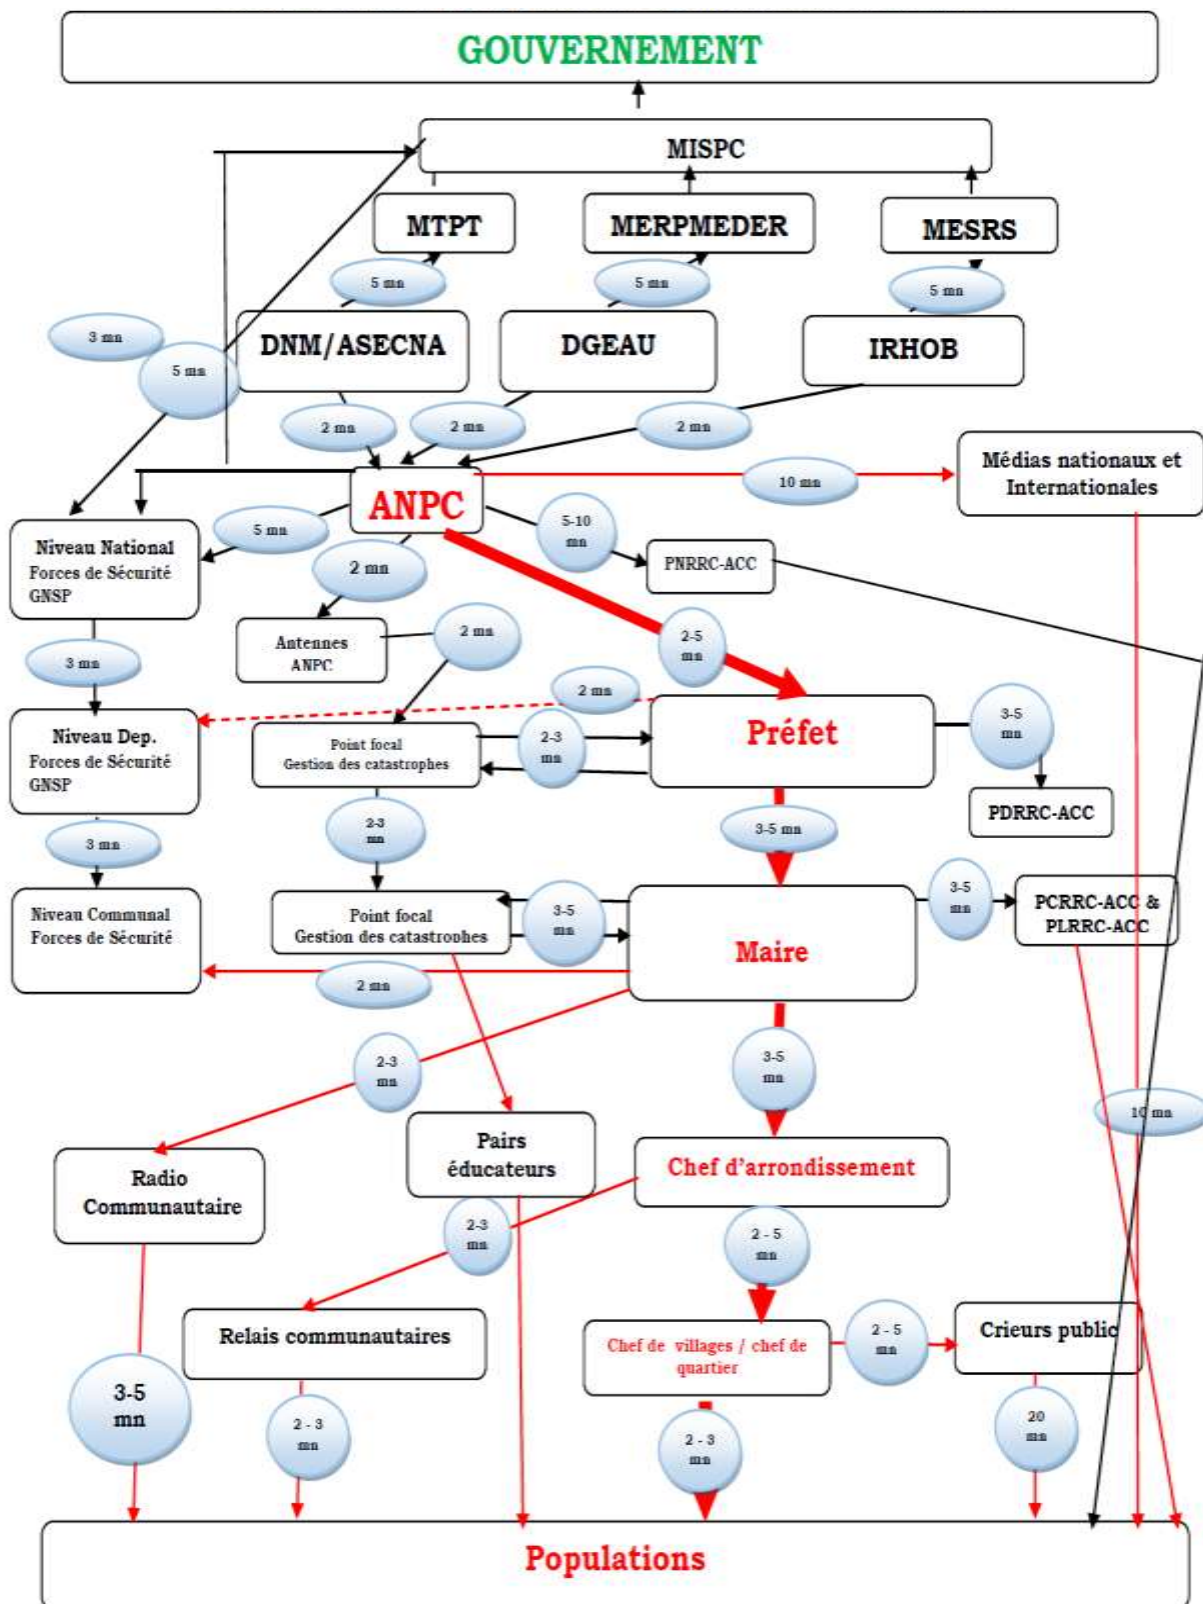 GOUVERNEMENT
MISPC
MTPT
MERPMEDER
MESRS
5 mn
5 mn
5 mn
3 mn
5 mn
DNM/ASECNA
DGEAU
IRHOB
2 mn
2 mn
2 mn
Médias nationaux et
Internationales
10 mn
ANPC
5-10
mn
5 mn
Niveau National
Forces de Sécurité
GNSP
2 mn
PNRRC-ACC
Antennes
ANPC
2 mn
2-5
mn
3 mn
2 mn
Niveau Dep.
Forces de Sécurité
GNSP
Point focal
Gestion des catastrophes
2-3
mn
Préfet
3-5
mn
PDRRC-ACC
2-3
mn
3-5 mn
3 mn
Niveau Communal
Forces de Sécurité
Point focal
Gestion des catastrophes
3-5
mn
Maire
3-5
mn
PCRRC-ACC &
PLRRC-ACC
2 mn
2-3
mn
3-5
mn
10 mn
Pairs
éducateurs
Radio
Communautaire
Chef d'arrondissement
2-3
mn
2 - 5
mn
Relais communautaires
Chef de villages / chef de
quartier
2 - 5
mn
Crieurs public
3-5
mn
2 - 3
mn
2 - 3
mn
20
mn
Populations